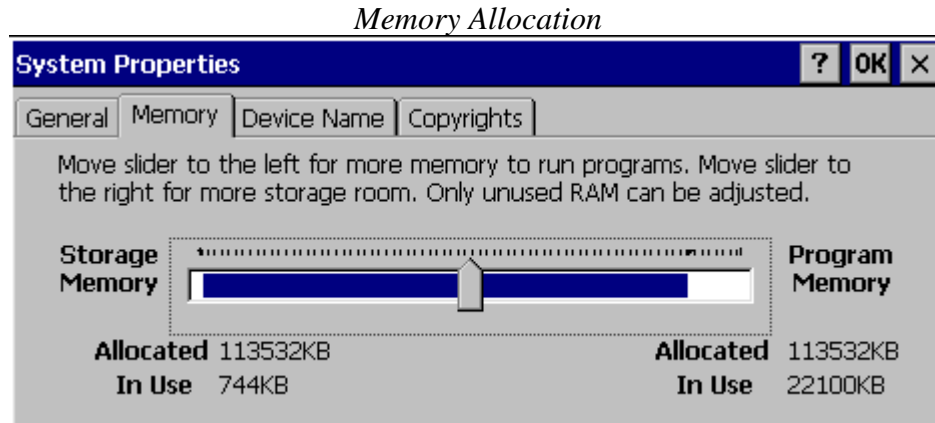 Memory Allocation
System Properties ? OK ×
General Memory Device Name Copyrights
Move slider to the left for more memory to run programs. Move slider to
the right for more storage room. Only unused RAM can be adjusted.
Storage Program
Memory Memory
Allocated 113532KB Allocated 113532KB
In Use 744KB In Use 22100KB